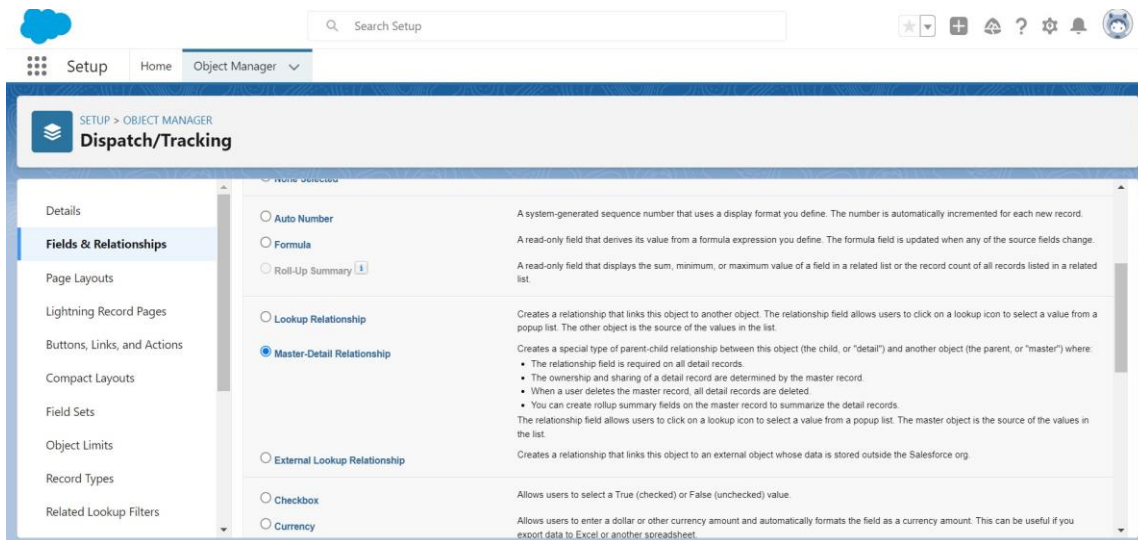 Search Setup
Setup
Home
Object Manager
SETUP > OBJECT MANAGER
Dispatch/Tracking
Details
Fields & Relationships
Page Layouts
Lightning Record Pages
Buttons, Links, and Actions
Compact Layouts
Field Sets
Object Limits
Record Types
Related Lookup Filters
None Selected
Auto Number
A system-generated sequence number that uses a display format you define. The number is automatically incremented for each new record.
Formula
A read-only field that derives its value from a formula expression you define. The formula field is updated when any of the source fields change.
Roll-Up Summary i
A read-only field that displays the sum, minimum, or maximum value of a field in a related list or the record count of all records listed in a related
list.
Lookup Relationship
Creates a relationship that links this object to another object. The relationship field allows users to click on a lookup icon to select a value from a
popup list. The other object is the source of the values in the list.
Master-Detail Relationship
Creates a special type of parent-child relationship between this object (the child, or "detail") and another object (the parent, or "master") where:
• The relationship field is required on all detail records.
• The ownership and sharing of a detail record are determined by the master record.
• When a user deletes the master record, all detail records are deleted.
• You can create rollup summary fields on the master record to summarize the detail records.
The relationship field allows users to click on a lookup icon to select a value from a popup list. The master object is the source of the values in
the list.
External Lookup Relationship
Creates a relationship that links this object to an external object whose data is stored outside the Salesforce org.
Checkbox
Allows users to select a True (checked) or False (unchecked) value.
Currency
Allows users to enter a dollar or other currency amount and automatically formats the field as a currency amount. This can be useful if you
export data to Excel or another spreadsheet.